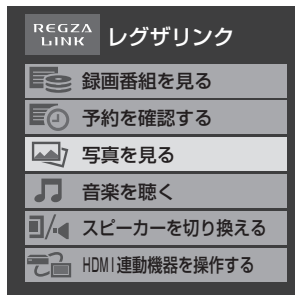 REGZA
LINK
レグザリンク
録画番組を見る
予約を確認する
写真を見る
音楽を聴く
スピーカーを切り換える
HDMI連動機器を操作する